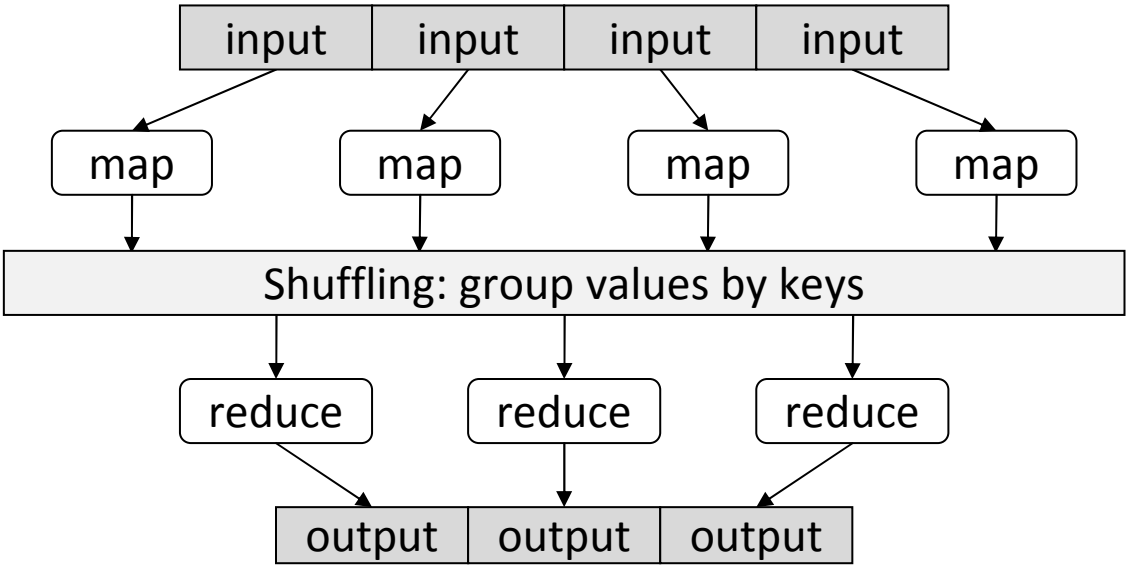 input input input input
map map map map
Shuffling: group values by keys
reduce reduce reduce
output output output